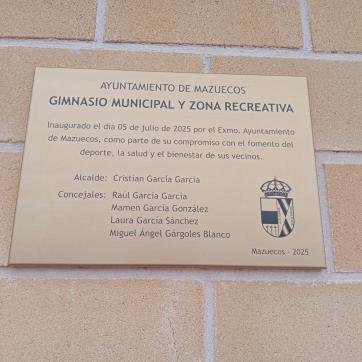 AYUNTAMIENTO DE MAZUECOS
GIMNASIO MUNICIPAL Y ZONA RECREATIVA
Inaugurado el día 05 de julio de 2025 por el Exmo. Ayuntamiento
de Mazuecos, como parte de su compromiso con el fomento del
deporte, la salud y el bienestar de sus vecinos.
Alcalde: Cristian García García
Concejales: Raúl García García
Mamen García González
Laura García Sánchez
Miguel Ángel Gárgoles Blanco
Mazuecos - 2025